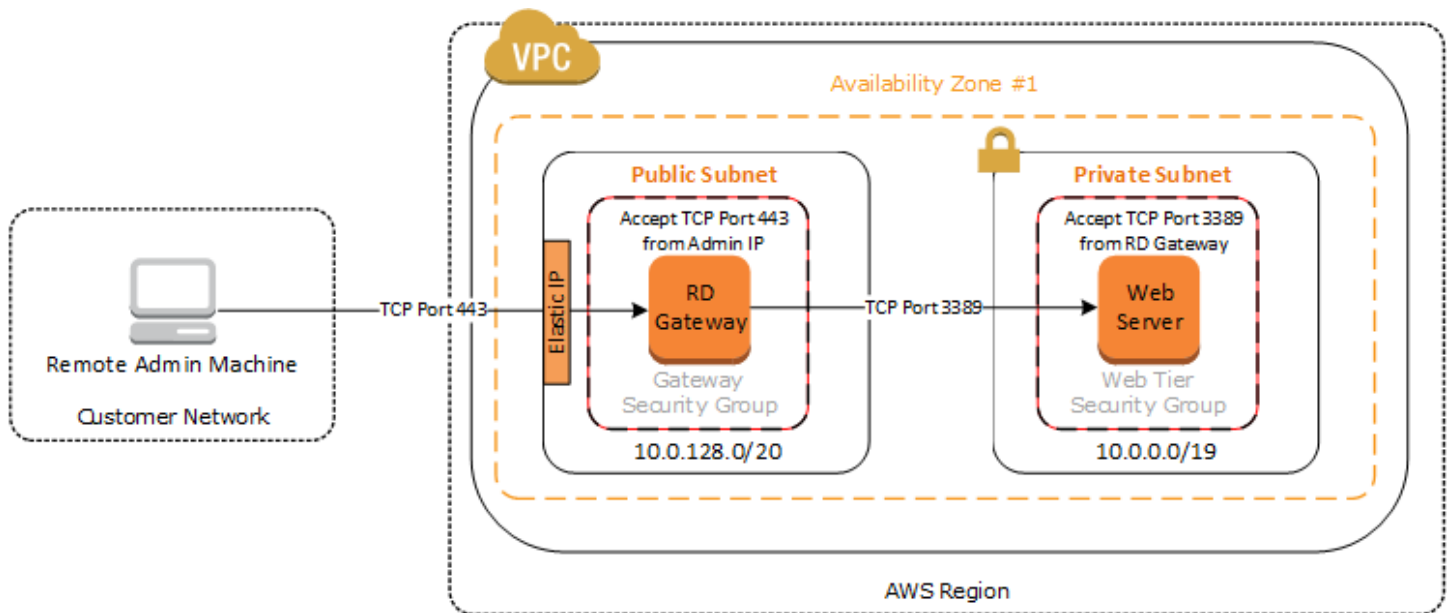 VPC
Availability Zone #1
Public Subnet
Accept TCP Port 443
from Admin IP
Elastic IP
RD
Gateway
Gateway
Security Group
10.0.128.0/20
Private Subnet
Accept TCP Port 3389
from RD Gateway
Web
Server
Web Tier
Security Group
10.0.0.0/19
TCP Port 443
TCP Port 3389
Remote Admin Machine
Customer Network
AWS Region